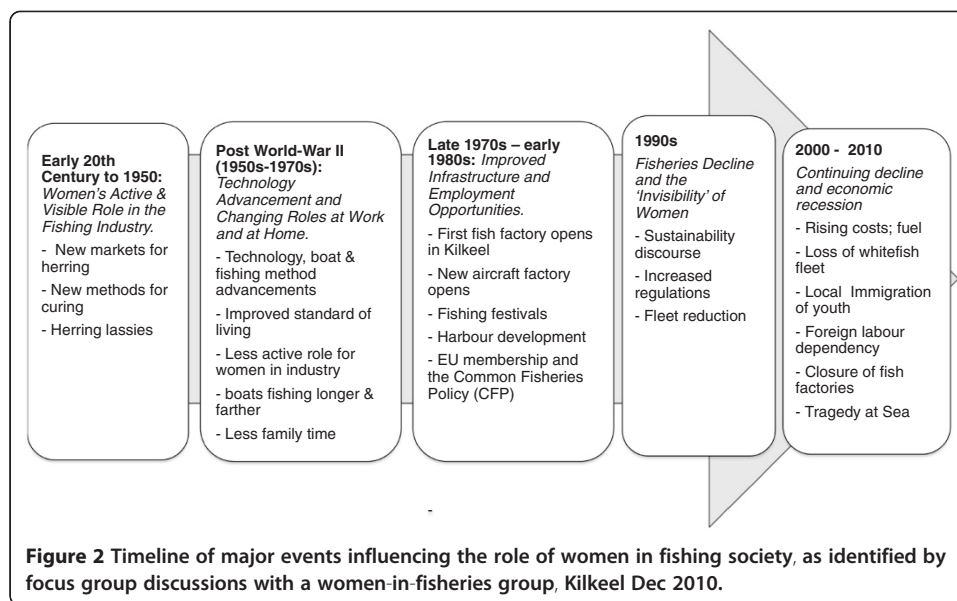 Early 20th
Century to 1950:
Women's Active &
Visible Role in the
Fishing Industry.
- New markets for
herring
- New methods for
curing
- Herring lassies
Post World-War II
(1950s-1970s):
Technology
Advancement and
Changing Roles at Work
and at Home.
- Technology, boat &
fishing method
advancements
- Improved standard of
living
- Less active role for
women in industry
- boats fishing longer &
farther
- Less family time
Late 1970s – early
1980s: Improved
Infrastructure and
Employment
Opportunities.
- First fish factory opens
in Kilkeel
- New aircraft factory
opens
- Fishing festivals
- Harbour development
- EU membership and
the Common Fisheries
Policy (CFP)
1990s
Fisheries Decline
and the
'Invisibility' of
Women
- Sustainability
discourse
- Increased
regulations
- Fleet reduction
2000 - 2010
Continuing decline
and economic
recession
- Rising costs; fuel
- Loss of whitefish
fleet
- Local Immigration
of youth
- Foreign labour
dependency
- Closure of fish
factories
- Tragedy at Sea
-
Figure 2 Timeline of major events influencing the role of women in fishing society, as identified by
focus group discussions with a women-in-fisheries group, Kilkeel Dec 2010.